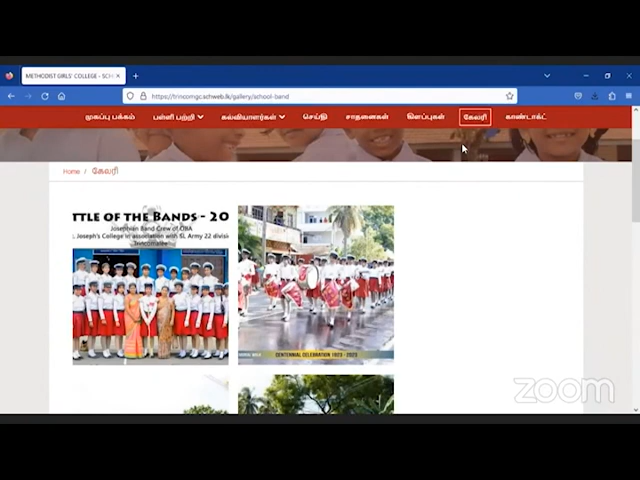 METHODIST GIRLS' COLLEGE - SCH
https://trincomgc.schweb.lk/gallery/school-band
முகப்பு பக்கம் பள்ளி பற்றி கல்வியாளர்கள் செய்தி சாதனைகள் கிளப்புகள் கேலரி காண்டாக்ட்
Home / கேலரி
TTLE OF THE BANDS - 20
Josephian Band Crew of OBA
. Joseph's College in association with SL Army 22 divisi
Trincomalee
CENTENNIAL CELEBRATION 1923 - 2023
zoom